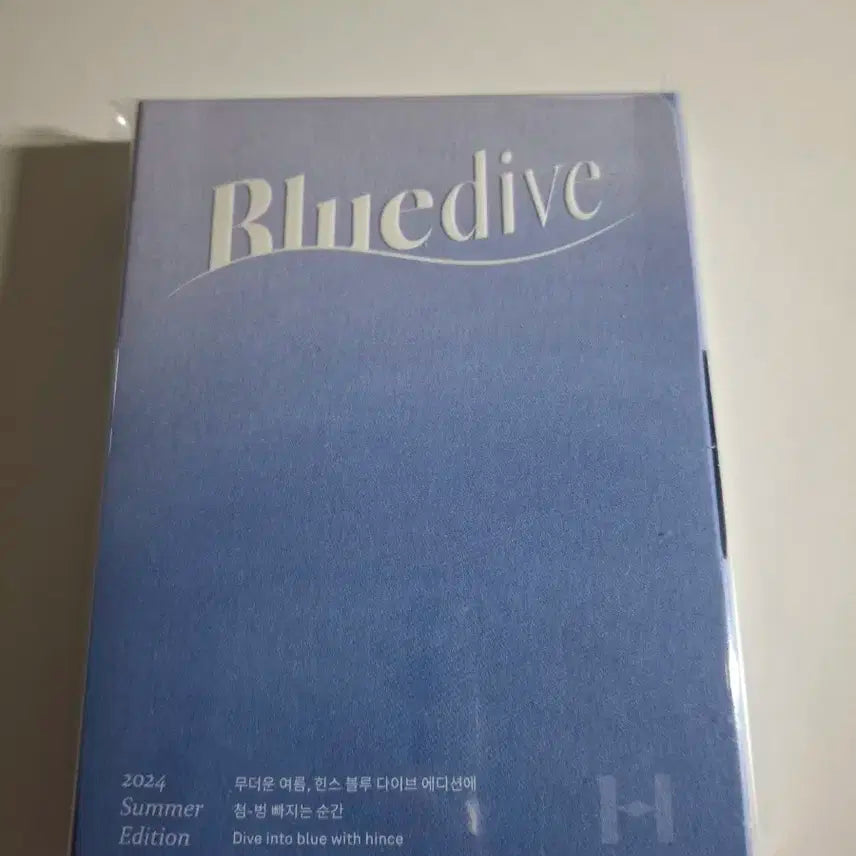 Bluedive
2024
Summer
Edition
무더운 여름, 힌스 블루 다이브 에디션에
첨-벙 빠지는 순간
Dive into blue with hince
H